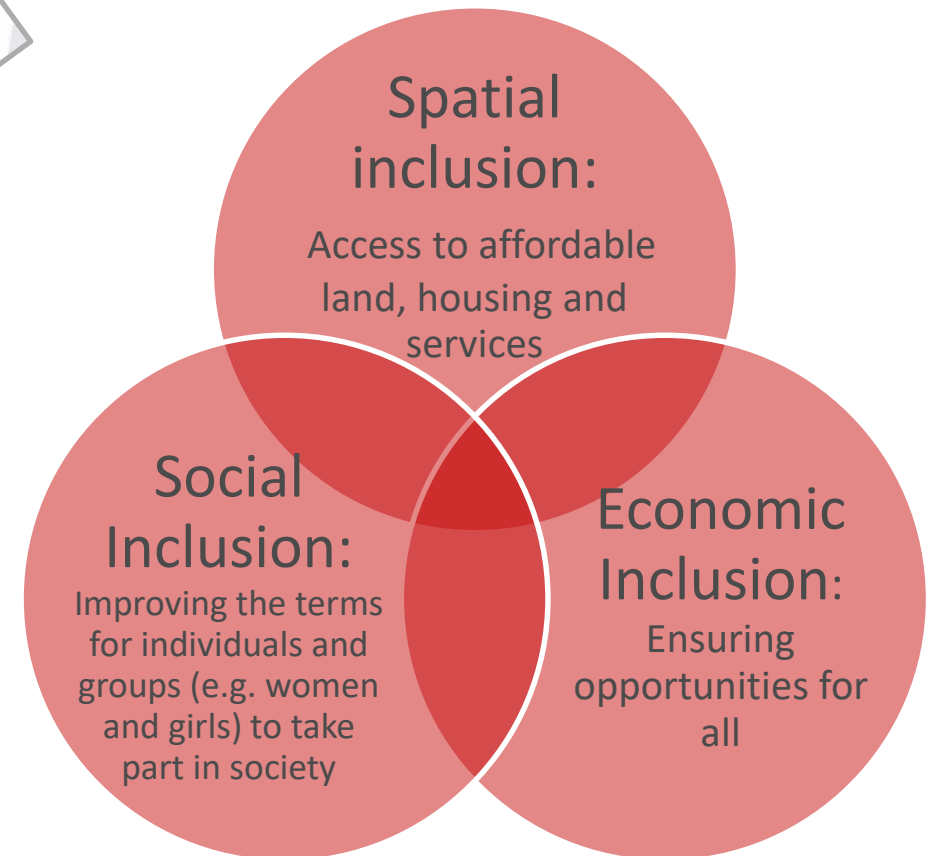 Spatial
inclusion:
Access to affordable
land, housing and
services
Social
Inclusion:
Improving the terms
for individuals and
groups (e.g. women
and girls) to take
part in society
Economic
Inclusion:
Ensuring
opportunities for
all